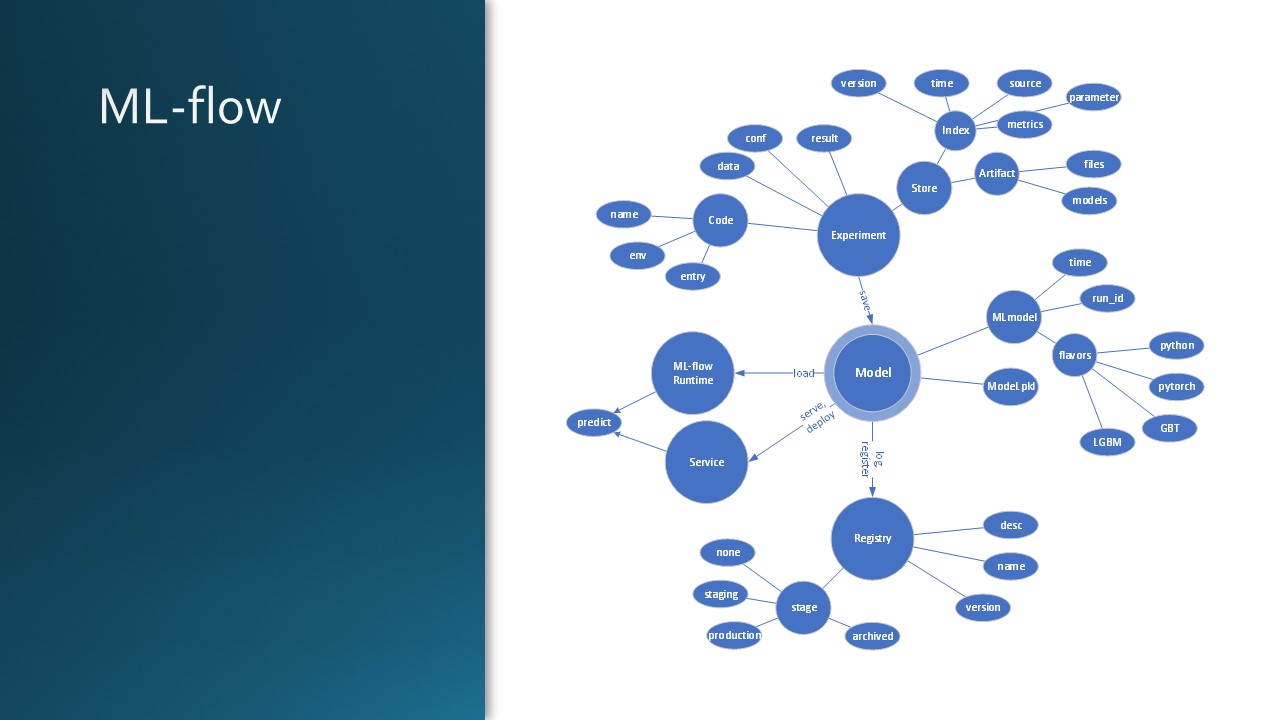 ML-flow
version
time
source
parameter
Index
metrics
conf
result
data
Store
Artifact
files
models
name
Code
Experiment
env
entry
save
time
run_id
MLmodel
flavors
python
pytorch
GBT
LGBM
ML-flow
Runtime
load
Model
Model.pkl
predict
serve,
deploy
Service
log
register
Registry
desc
name
version
none
staging
stage
production
archived